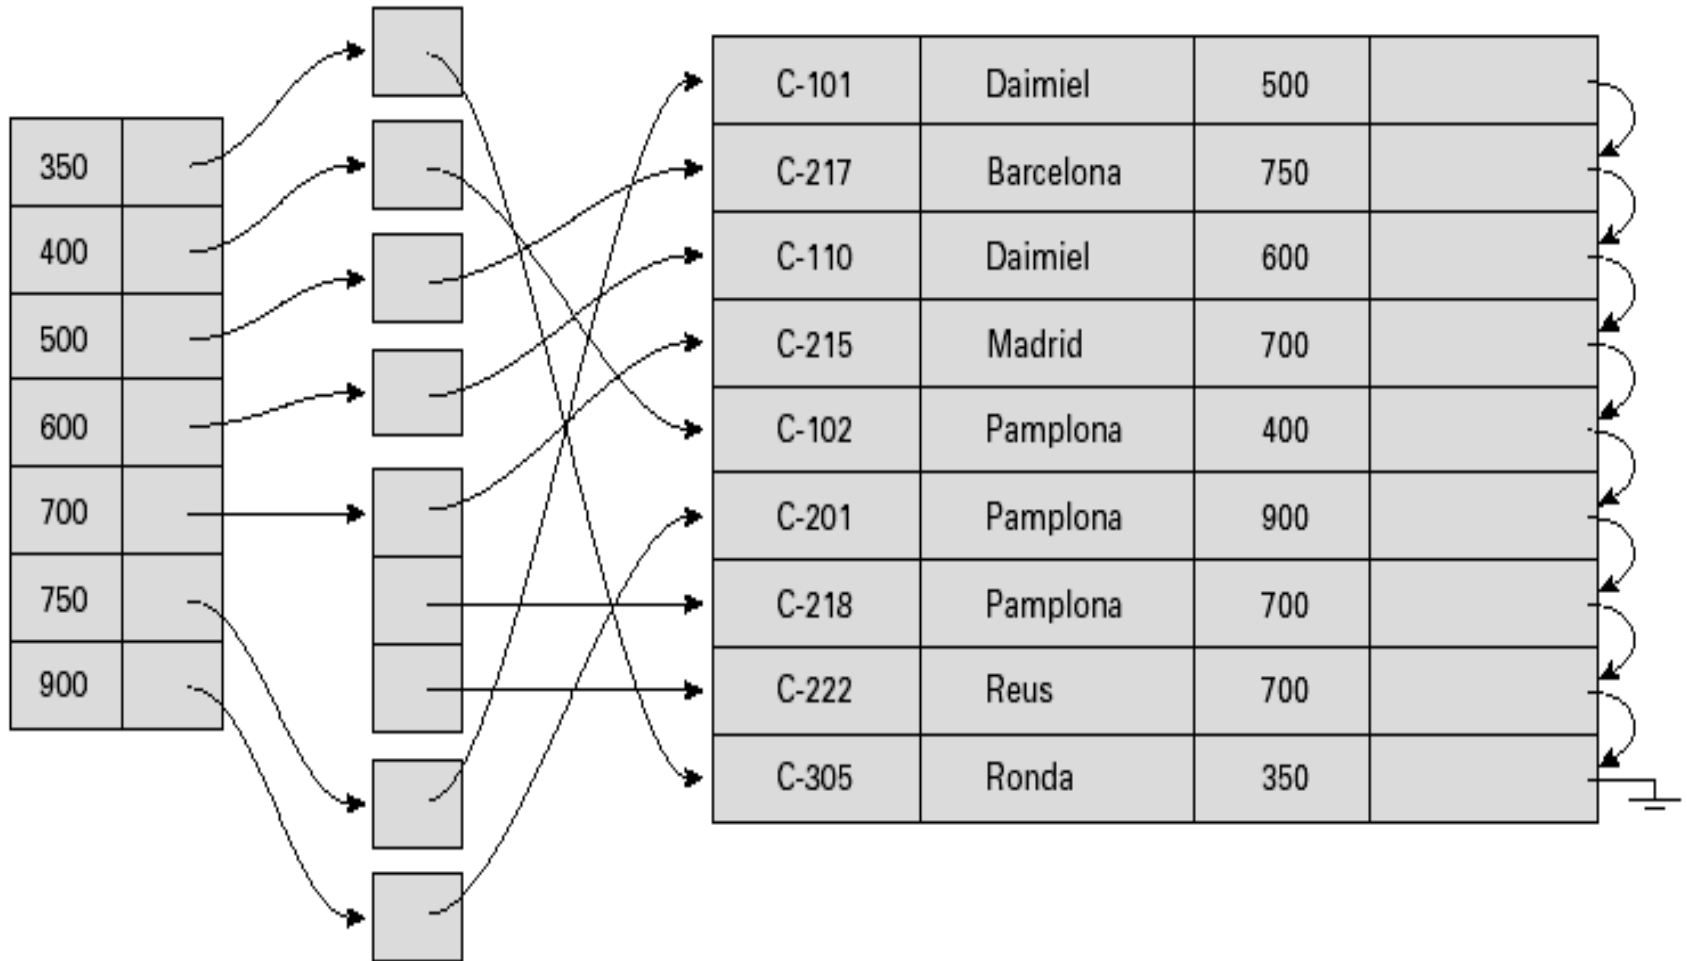 350
400
500
600
700
750
900
C-101 Daimiel 500
C-217 Barcelona 750
C-110 Daimiel 600
C-215 Madrid 700
C-102 Pamplona 400
C-201 Pamplona 900
C-218 Pamplona 700
C-222 Reus 700
C-305 Ronda 350